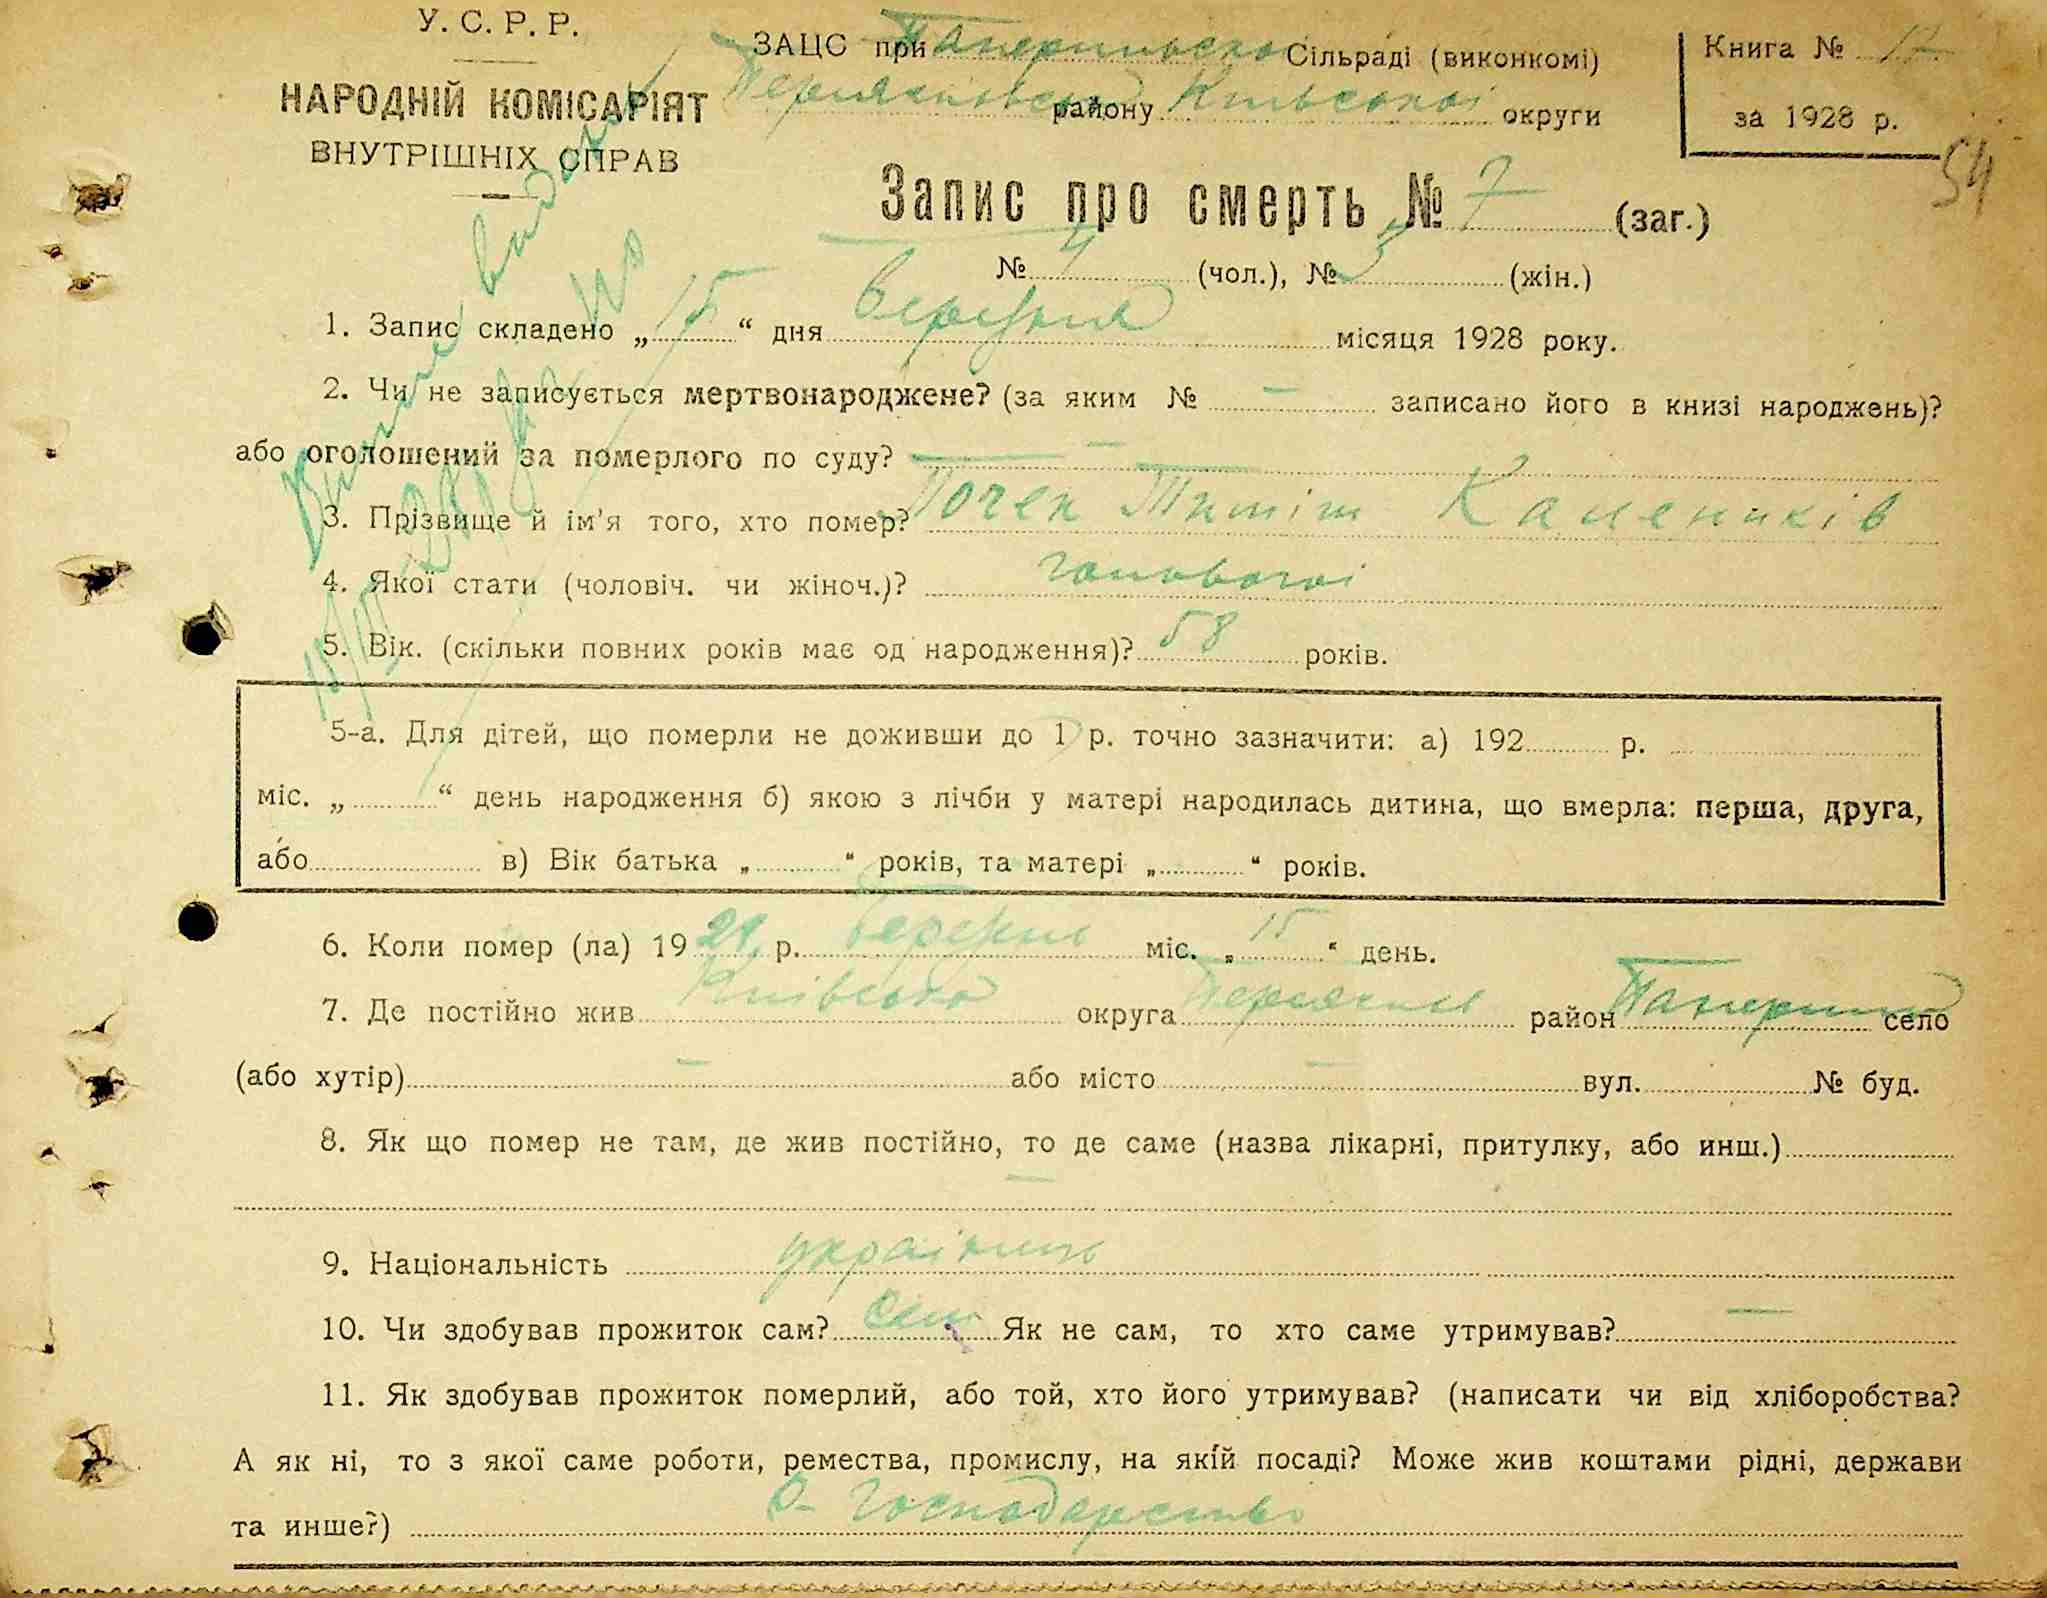 У. С. Р. Р.
НАРОДНІЙ КОМІСАРІЯТ
ВНУТРІШНІХ СПРАВ
ЗАЦС при Сільраді (виконкомі)
району Київської округи
Книга № 12
за 1928 р.
54
Запис про смерть № 7 (заг.)
№ 4 (чол.), № 3 (жін.)
1. Запис складено „ 15 “ дня Березня місяця 1928 року.
2. Чи не записується мертвонароджене? (за яким № — записано його в книзі народжень)?
або оголошений за померлого по суду? —
3. Прізвище й ім’я того, хто помер? Почеп Тиміш Калеників
4. Якої стати (чоловіч. чи жіноч.)?
5. Вік. (скільки повних років має од народження)? 58 років.
5-а. Для дітей, що померли не доживши до 1 р. точно зазначити: а) 192 р.
міс. „ “ день народження б) якою з лічби у матері народилась дитина, що вмерла: перша, друга,
або в) Вік батька „ “ років, та матері „ “ років.
6. Коли помер (ла) 19 28 р. березня міс. „ 15 “ день.
7. Де постійно жив Київська округа район село
(або хутір) — або місто — вул. № буд.
8. Як що помер не там, де жив постійно, то де саме (назва лікарні, притулку, або инш.)
—
9. Національність українець
10. Чи здобував прожиток сам? Сам Як не сам, то хто саме утримував? —
11. Як здобував прожиток померлий, або той, хто його утримував? (написати чи від хліборобства?
А як ні, то з якої саме роботи, ремества, промислу, на якій посаді? Може жив коштами рідні, держави
та инше?) С-господарство